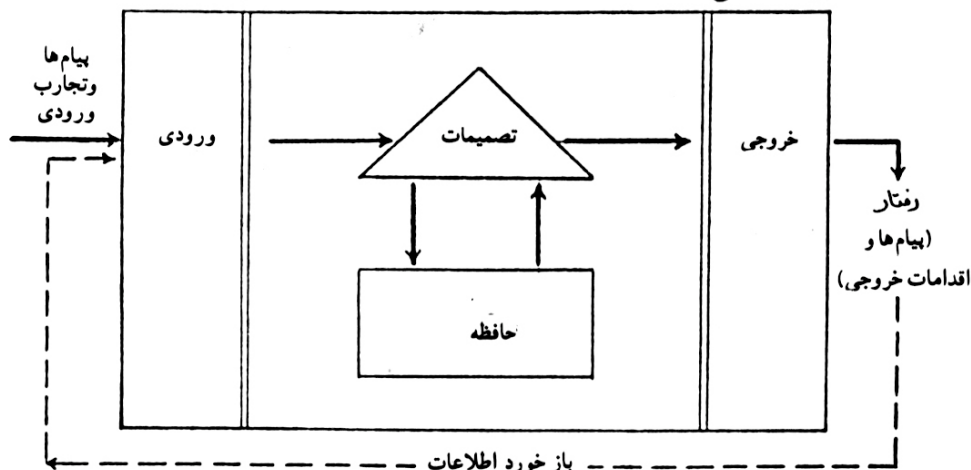 پیام‌ها
وتجارب
ورودی
ورودی
تصمیمات
خروجی
حافظه
رفتار
(پیام‌ها و
اقدامات خروجی)
باز خورد اطلاعات